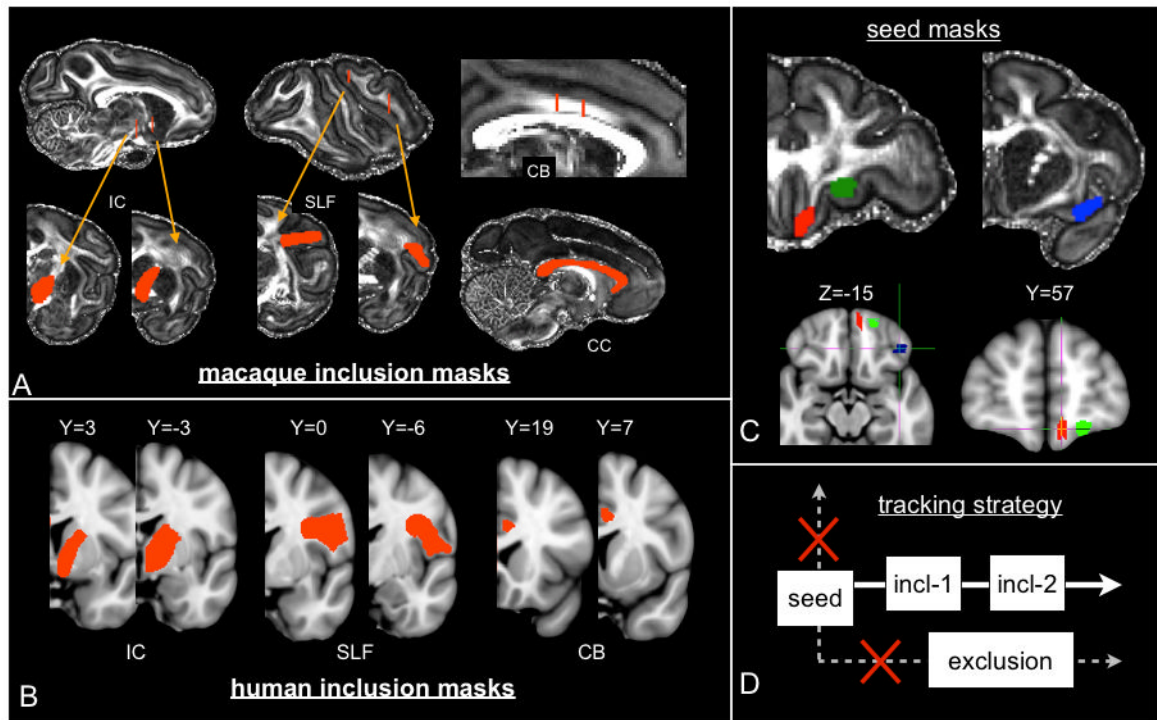 IC
SLF
CB
CC
A
macaque inclusion masks
Y=3 Y=-3 Y=0 Y=-6 Y=19 Y=7
IC SLF CB
B
human inclusion masks
seed masks
Z=-15 Y=57
C
tracking strategy
seed
incl-1
incl-2
exclusion
D